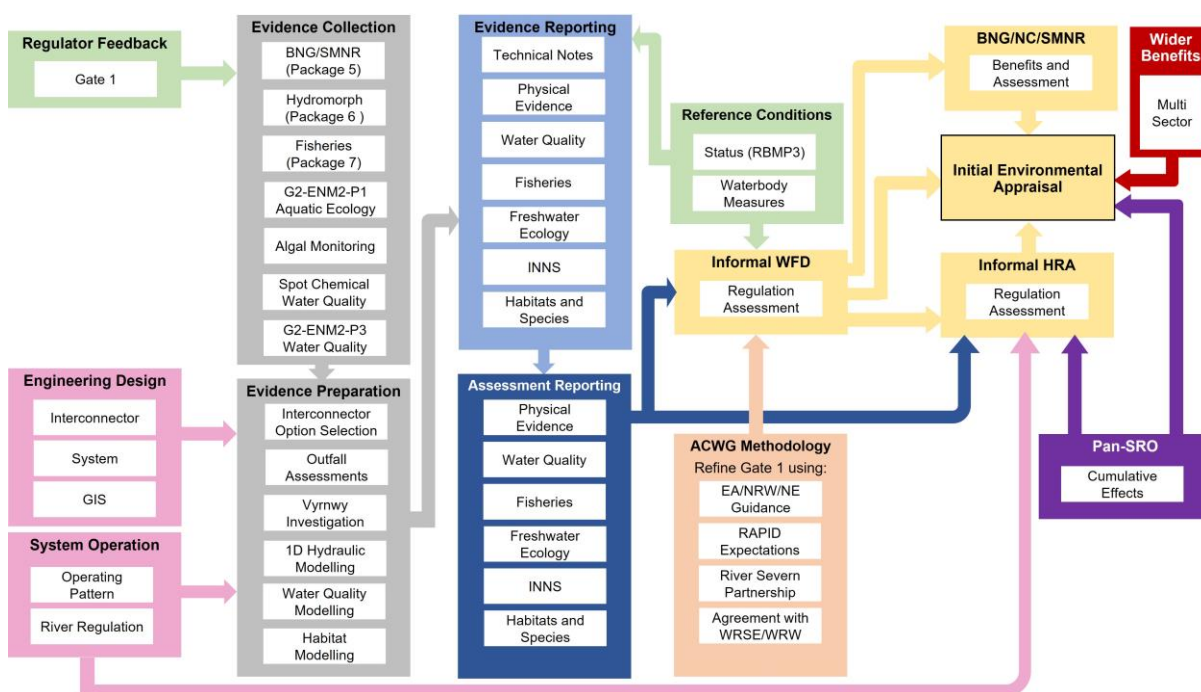 Regulator Feedback
Gate 1
Engineering Design
Interconnector
System
GIS
System Operation
Operating
Pattern
River Regulation
Evidence Collection
BNG/SMNR
(Package 5)
Hydromorph
(Package 6 )
Fisheries
(Package 7)
G2-ENM2-P1
Aquatic Ecology
Algal Monitoring
Spot Chemical
Water Quality
G2-ENM2-P3
Water Quality
Evidence Preparation
Interconnector
Option Selection
Outfall
Assessments
Vyrnwy
Investigation
1D Hydraulic
Modelling
Water Quality
Modelling
Habitat
Modelling
Evidence Reporting
Technical Notes
Physical
Evidence
Water Quality
Fisheries
Freshwater
Ecology
INNS
Habitats and
Species
Assessment Reporting
Physical
Evidence
Water Quality
Fisheries
Freshwater
Ecology
INNS
Habitats and
Species
Reference Conditions
Status (RBMP3)
Waterbody
Measures
Informal WFD
Regulation
Assessment
ACWG Methodology
Refine Gate 1 using:
EA/NRW/NE
Guidance
RAPID
Expectations
River Severn
Partnership
Agreement with
WRSE/WRW
BNG/NC/SMNR
Benefits and
Assessment
Initial Environmental
Appraisal
Informal HRA
Regulation
Assessment
Wider
Benefits
Multi
Sector
Pan-SRO
Cumulative
Effects